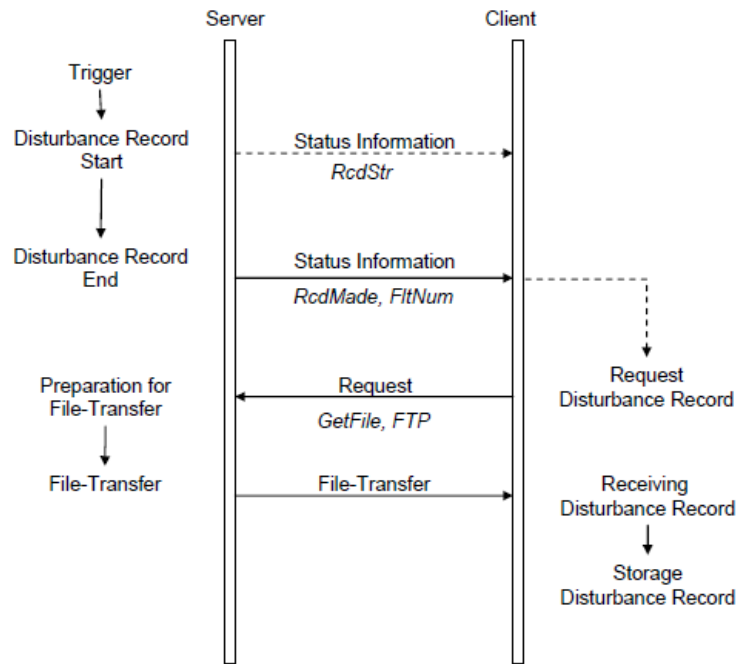 Server
Client
Trigger
Disturbance Record
Start
Status Information
RcdStr
Disturbance Record
End
Status Information
RcdMade, FltNum
Request
Disturbance Record
Preparation for
File-Transfer
Request
GetFile, FTP
File-Transfer
File-Transfer
Receiving
Disturbance Record
Storage
Disturbance Record